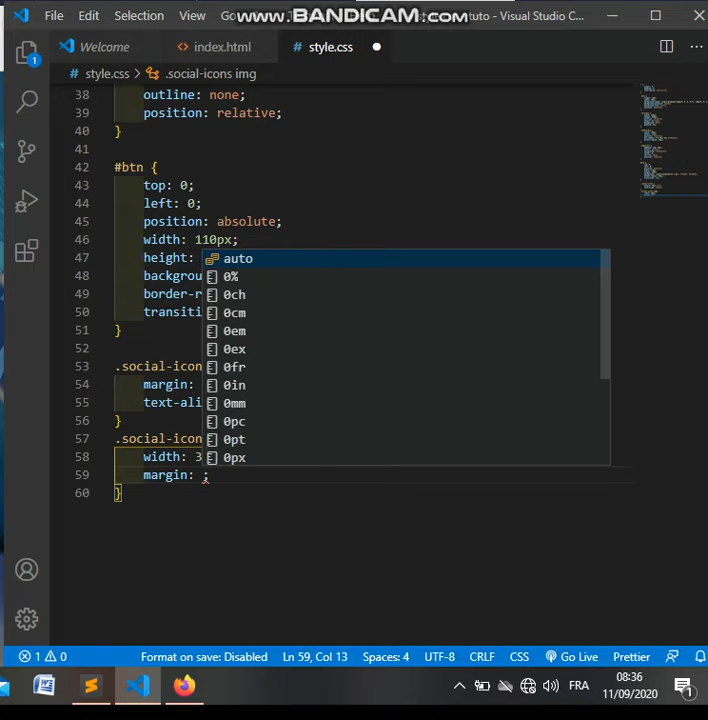 File Edit Selection View Go www.BANDICAM.com tuto - Visual Studio C...
Welcome index.html # style.css
# style.css > .social-icons img
38 outline: none;
39 position: relative;
40 }
41
42 #btn {
43 top: 0;
44 left: 0;
45 position: absolute;
46 width: 110px;
47 height:
48 backgrou
49 border-r
50 transiti
51 }
52
53 .social-icon
54 margin:
55 text-ali
56 }
57 .social-icon
58 width: 3
59 margin: ;
60 }
auto
0%
0ch
0cm
0em
0ex
0fr
0in
0mm
0pc
0pt
0px
1
1 0 Format on save: Disabled Ln 59, Col 13 Spaces: 4 UTF-8 CRLF CSS Go Live Prettier
FRA 08:36
11/09/2020
1